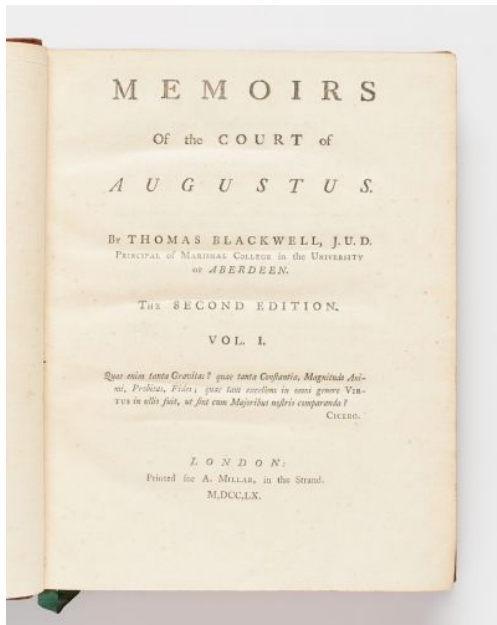 MEMOIRS
Of the COURT of
AUGUSTUS.
By THOMAS BLACKWELL, J.U.D.
Principal of Marishal College in the University
of ABERDEEN.
The SECOND EDITION.
VOL. I.
Quae enim tanta Gravitas? quae tanta Conſtantia, Magnitudo Ani-
mi, Probitas, Fides; quae tam excellens in omni genere Vir-
tus in ullis fuit, ut ſint cum Majoribus noſtris comparanda?
Cicero.
LONDON:
Printed for A. Millar, in the Strand.
M,DCC,LX.